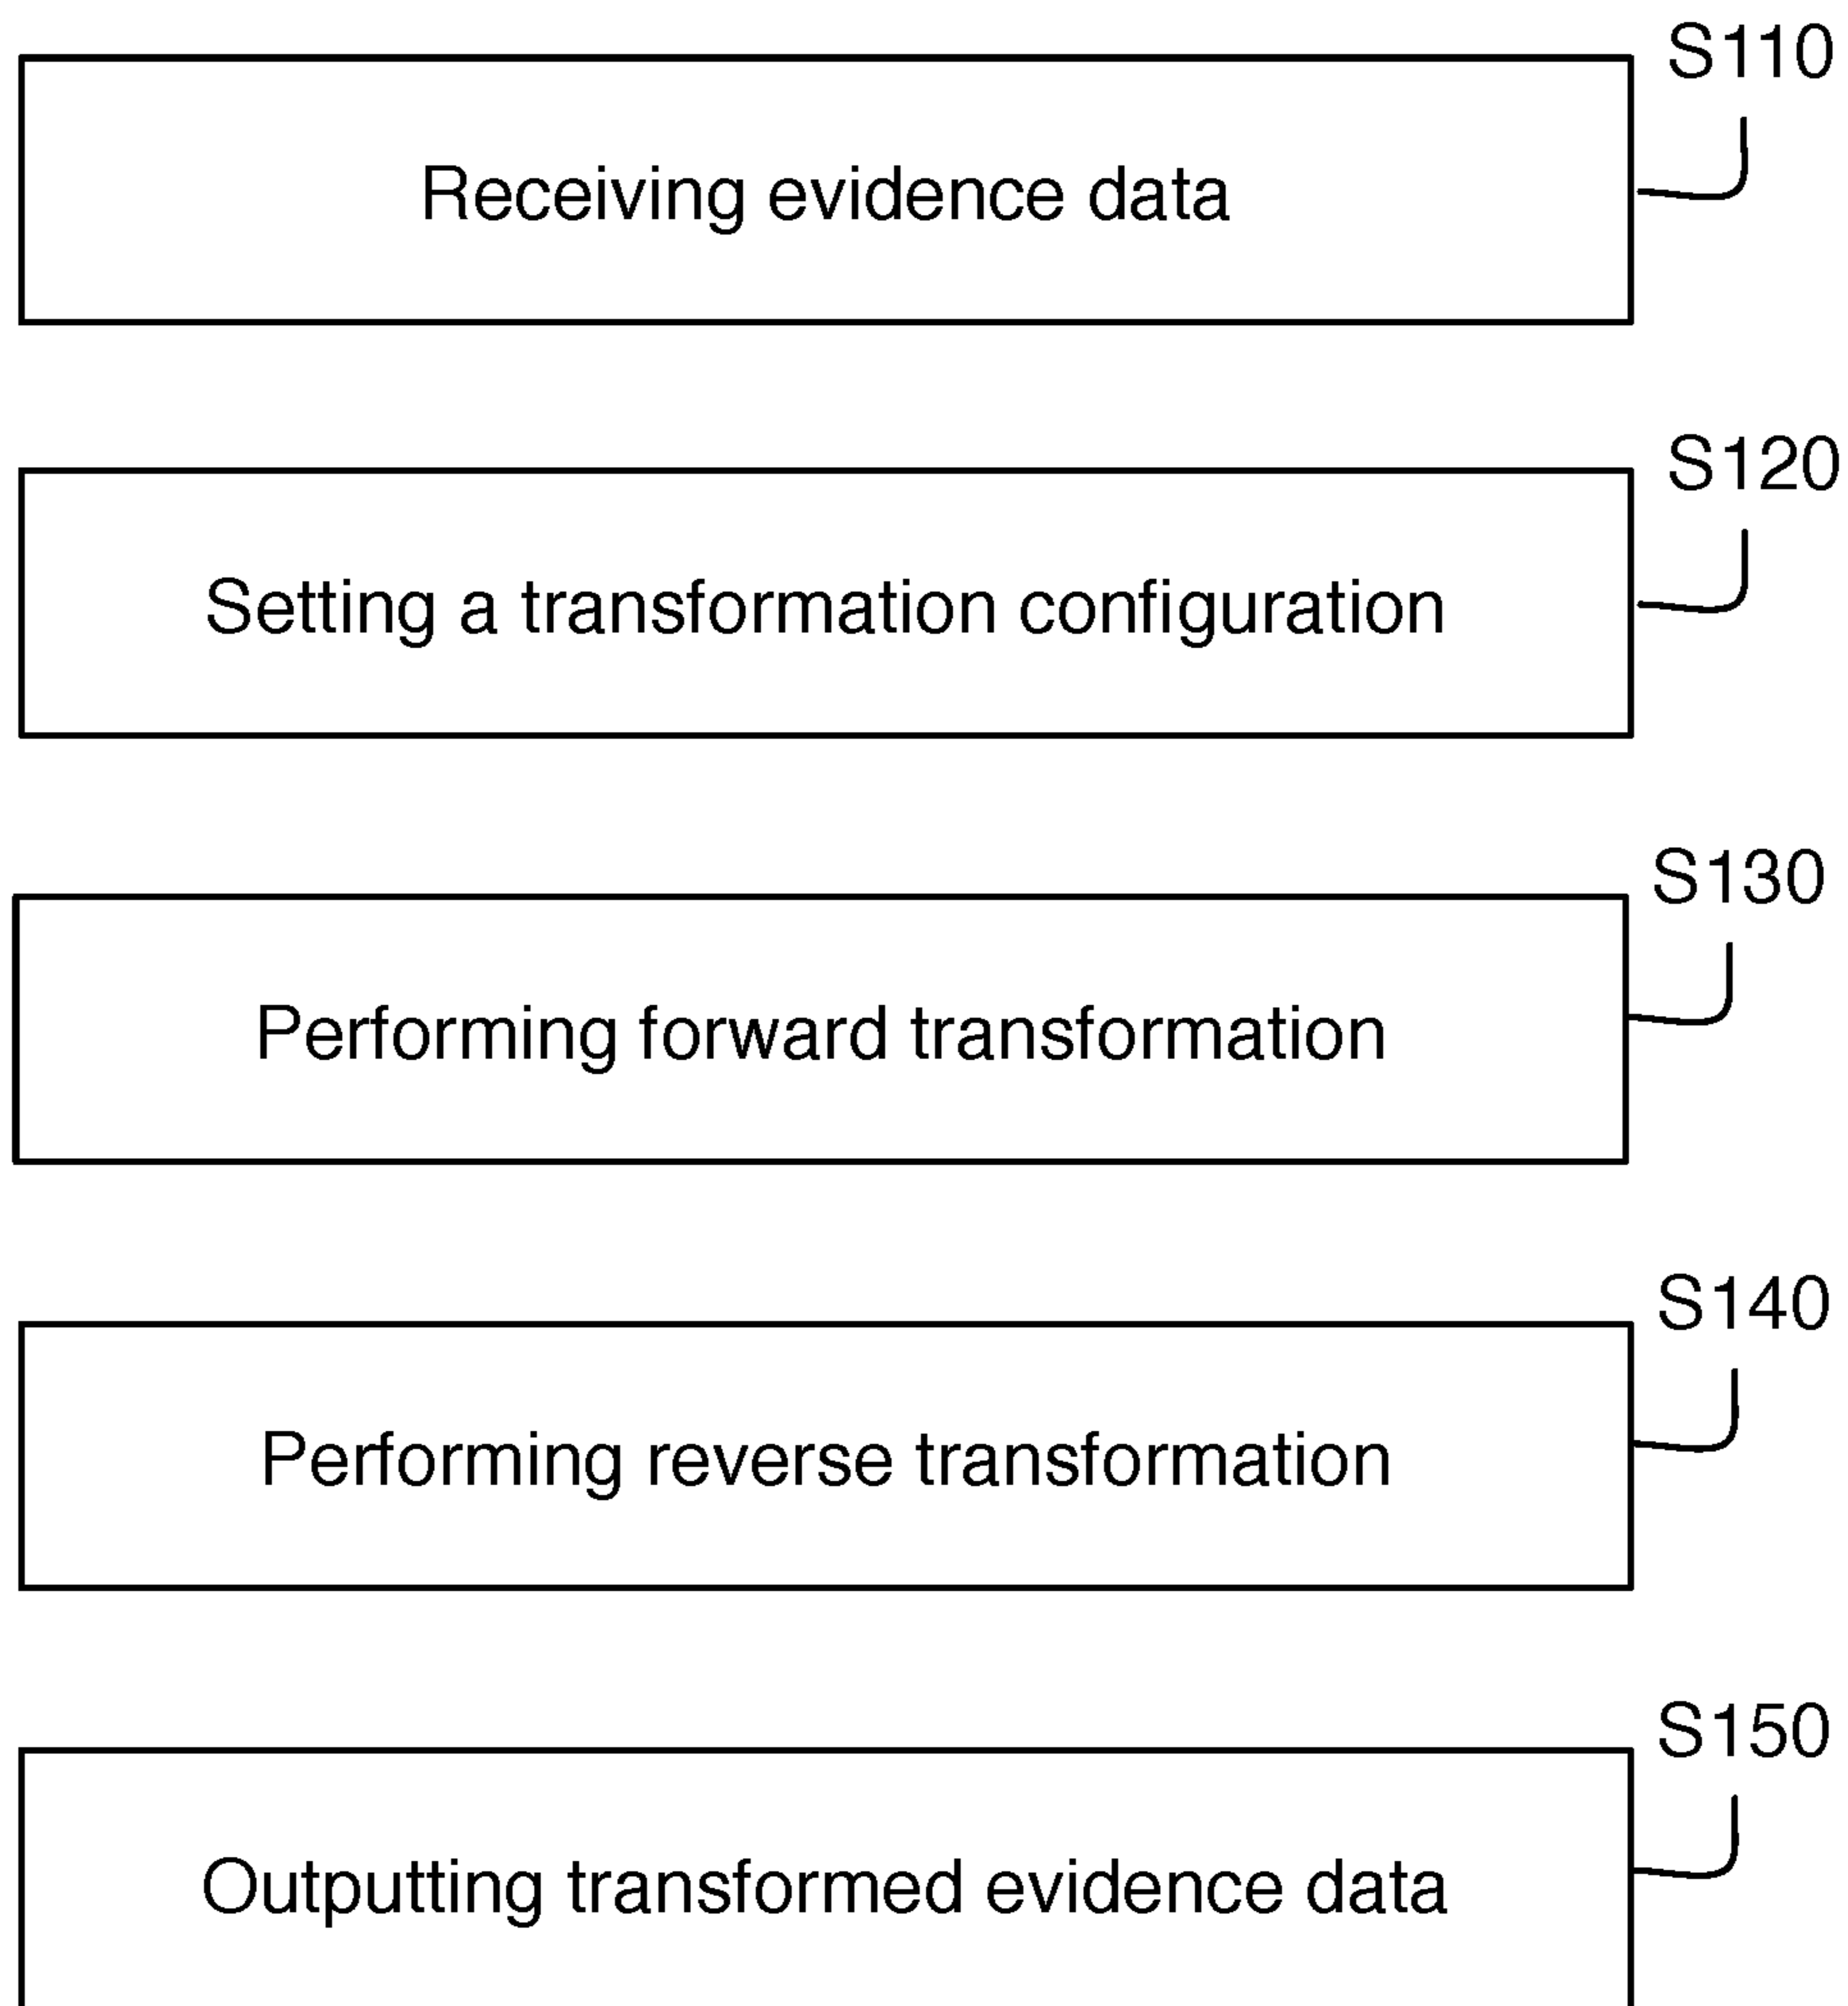 S110
Receiving evidence data
S120
Setting a transformation configuration
S130
Performing forward transformation
S140
Performing reverse transformation
S150
Outputting transformed evidence data